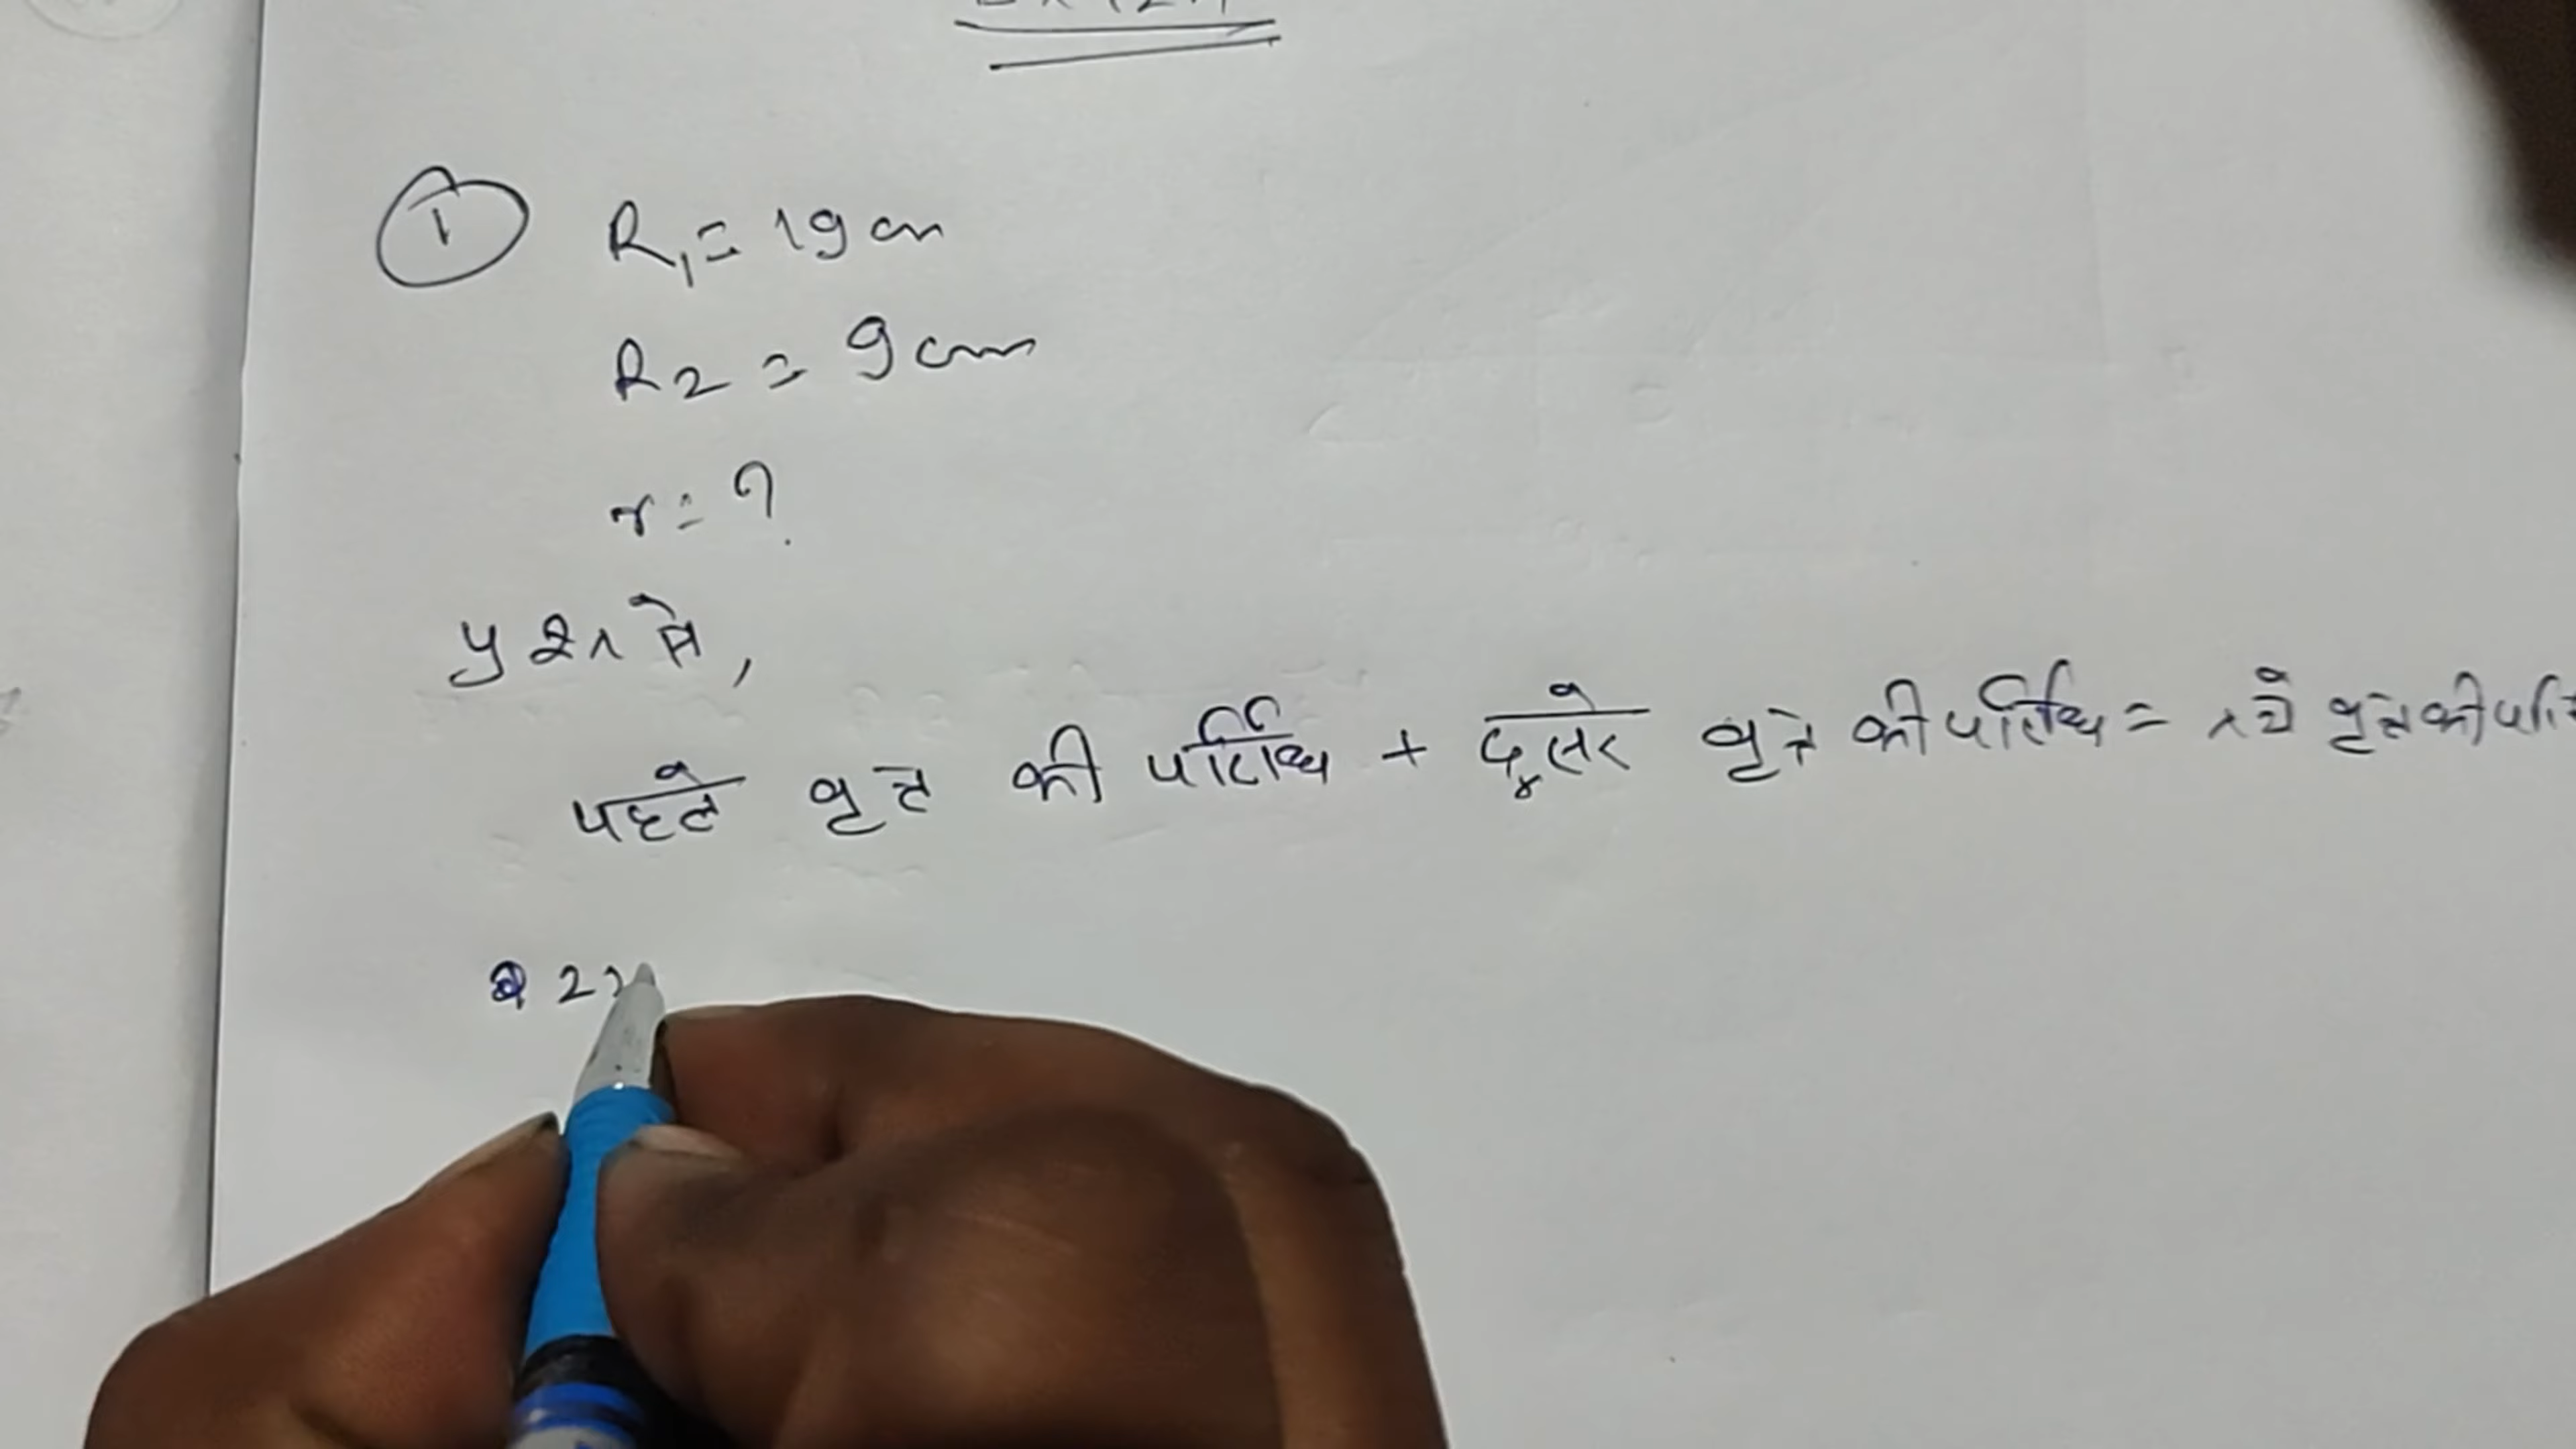 ①
R₁ = 19 cm
R₂ = 9 cm
r = ?
प्रश्न से,
पहले वृत्त की परिधि + दूसरे वृत्त की परिधि = नये वृत्त की परि
2